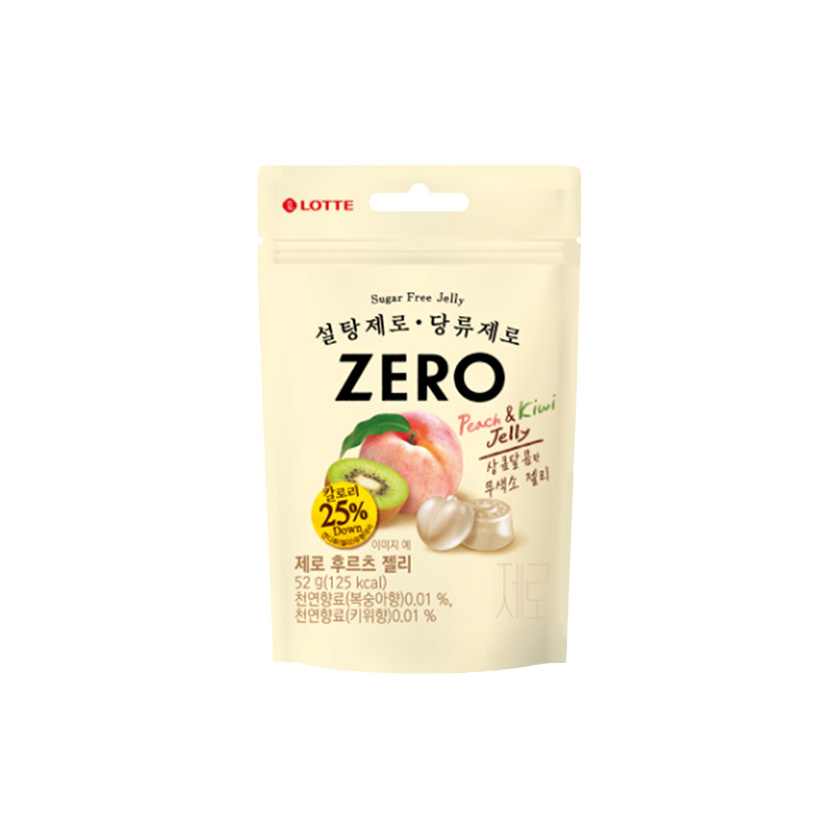 LOTTE
Sugar Free Jelly
설탕제로·당류제로
ZERO
Peach & Kiwi
Jelly
상큼달콤한
무색소 젤리
칼로리
25%
Down
이미지 예
제로 후르츠 젤리
52 g(125 kcal)
천연향료(복숭아향)0.01 %,
천연향료(키위향)0.01 %
제로